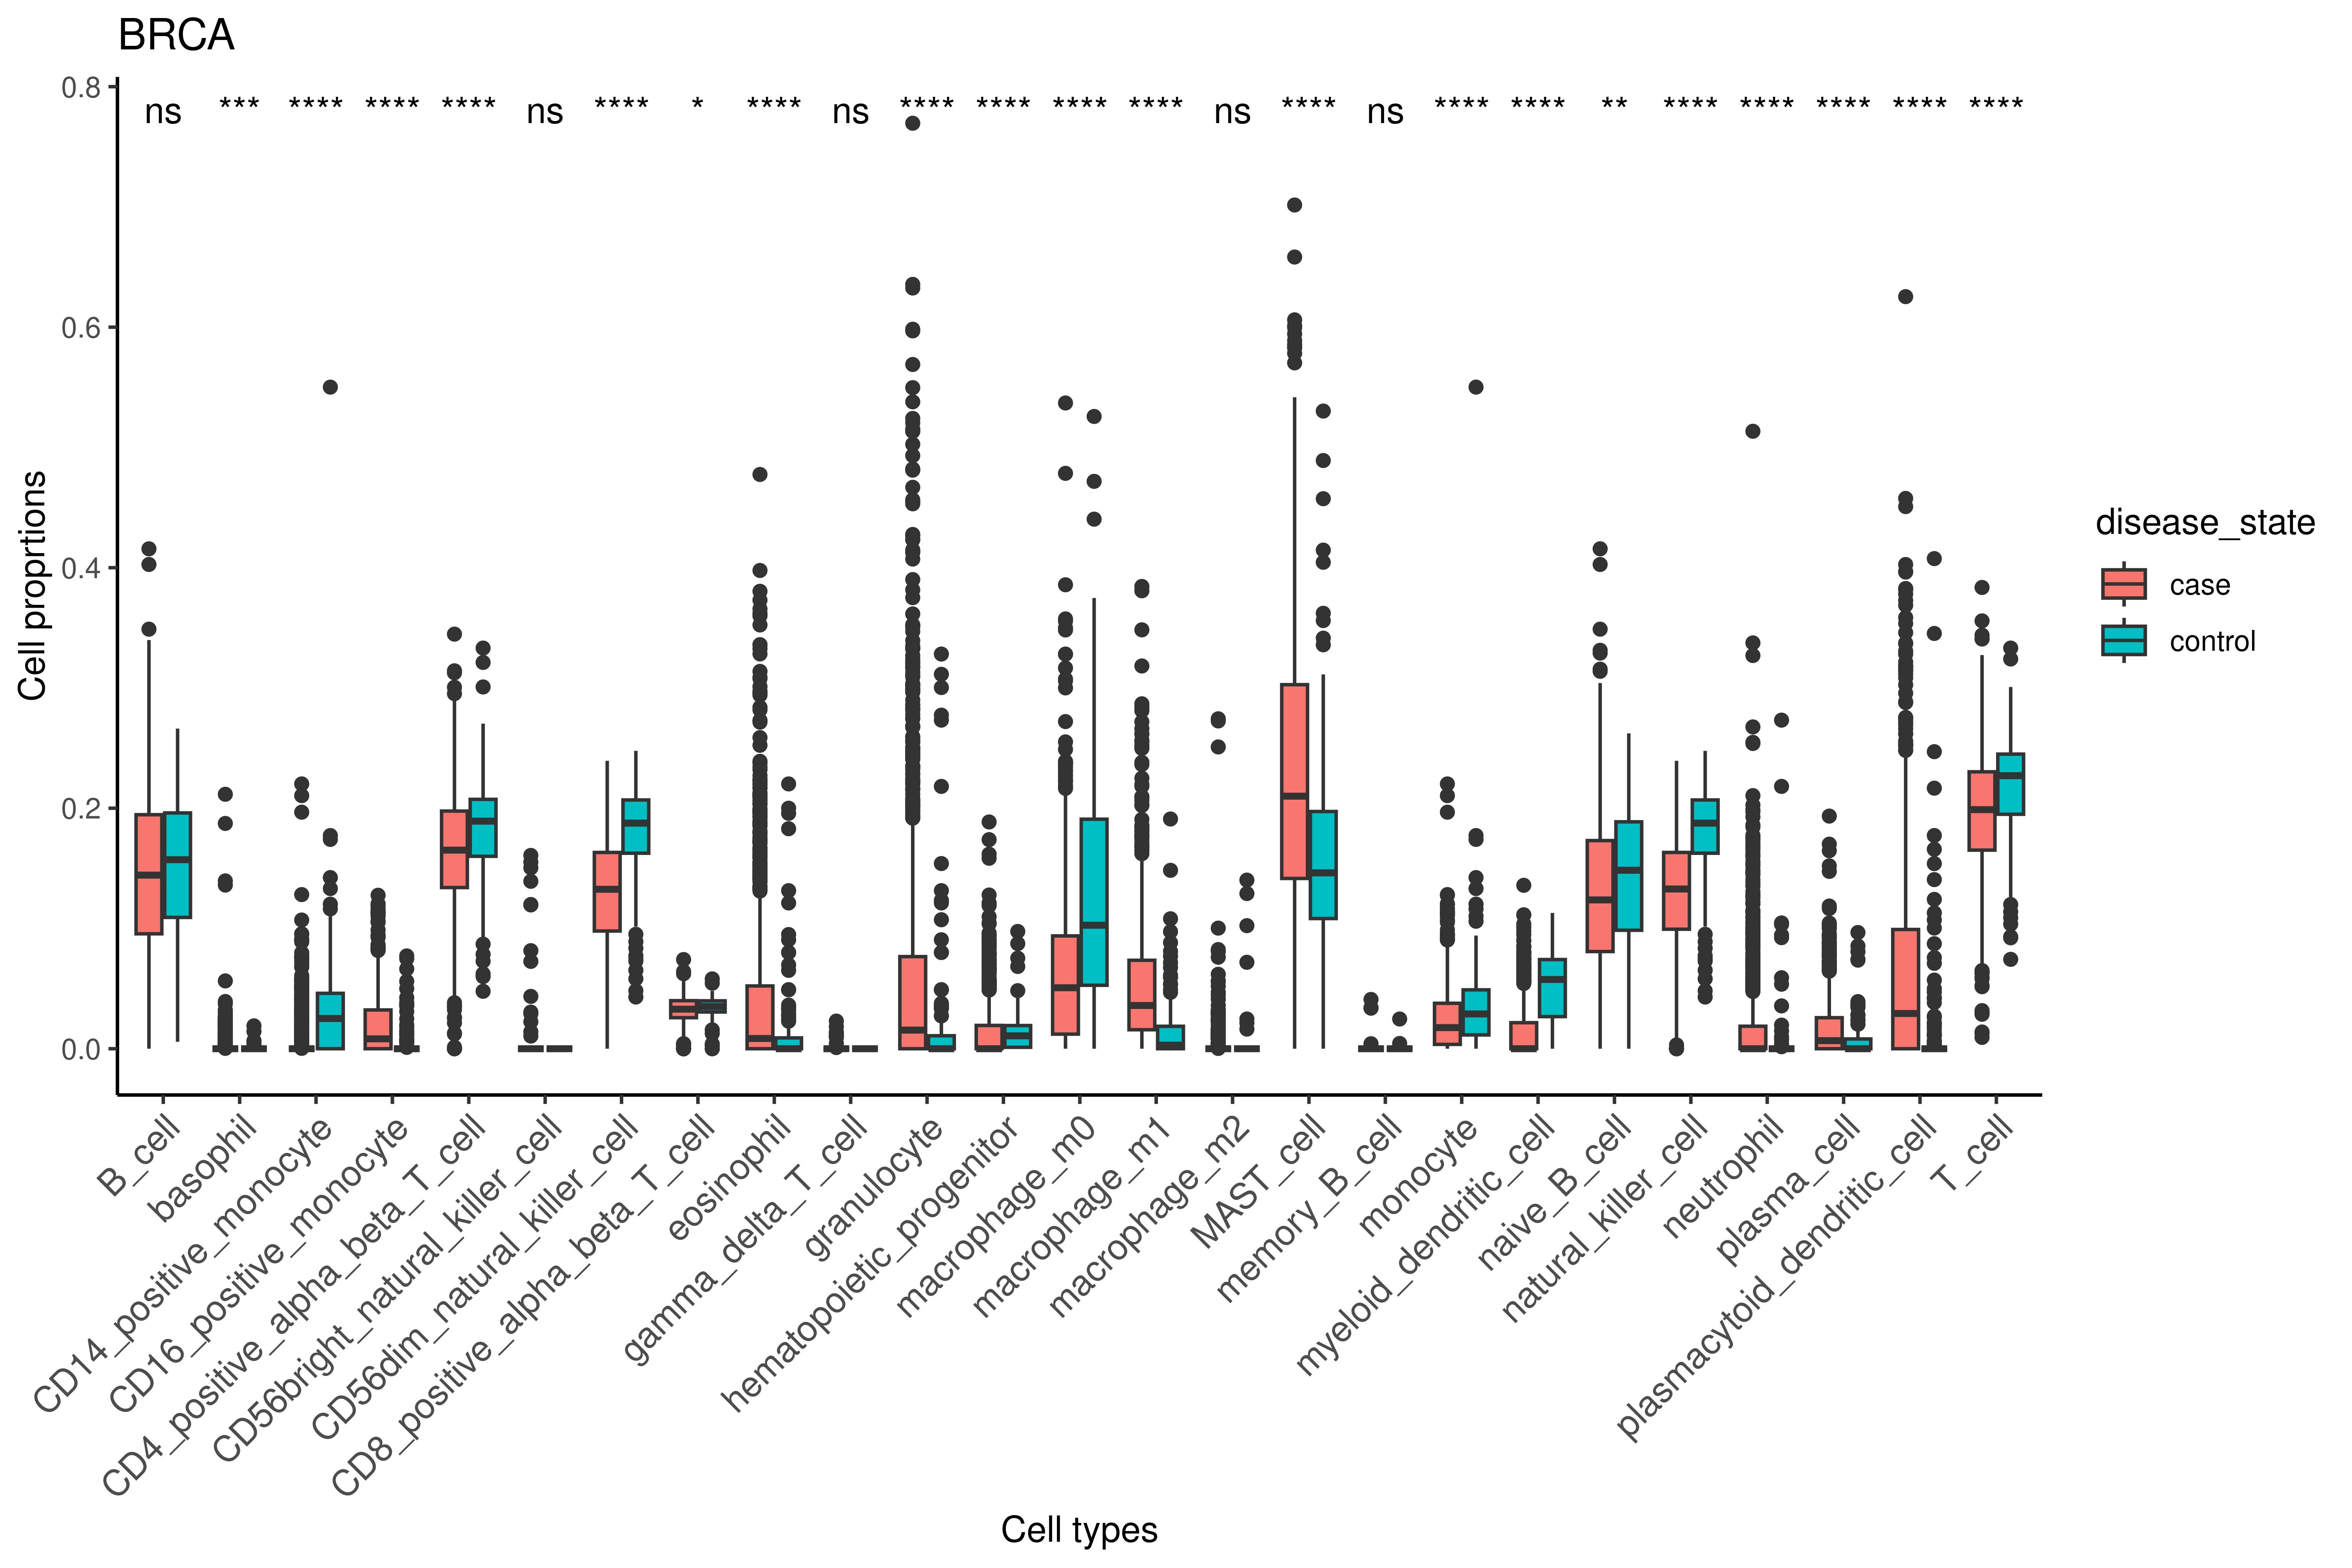 BRCA
ns *** **** **** **** ns **** * **** ns **** **** **** **** ns **** ns **** **** ** **** **** **** **** ****
0.8
0.6
0.4
0.2
0.0
Cell proprtions
B_cell
basophil
CD14_positive_monocyte
CD16_positive_monocyte
CD4_positive_alpha_beta_T_cell
CD56bright_natural_killer_cell
CD56dim_natural_killer_cell
CD8_positive_alpha_beta_T_cell
eosinophil
gamma_delta_T_cell
granulocyte
hematopoietic_progenitor
macrophage_m0
macrophage_m1
macrophage_m2
MAST_cell
memory_B_cell
monocyte
myeloid_dendritic_cell
naive_B_cell
natural_killer_cell
neutrophil
plasma_cell
plasmacytoid_dendritic_cell
T_cell
Cell types
disease_state
case
control